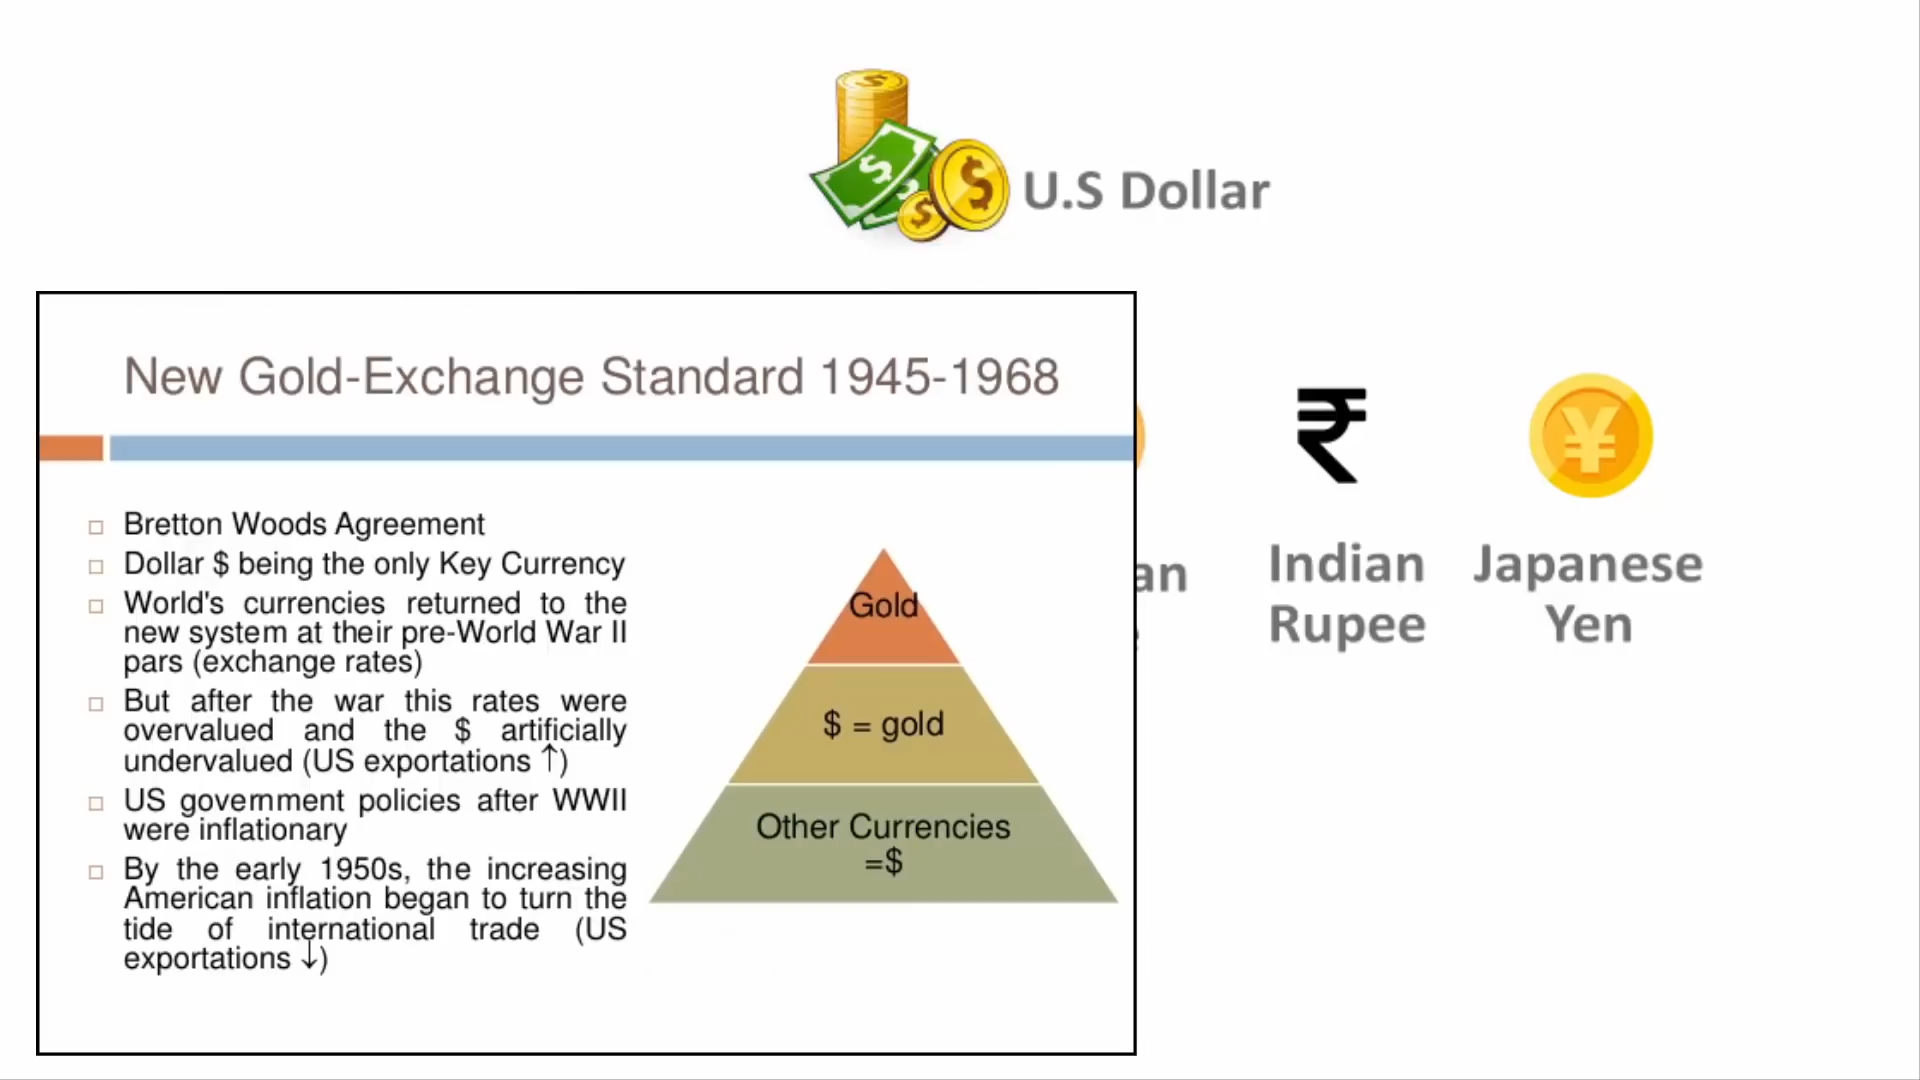 U.S Dollar
New Gold-Exchange Standard 1945-1968
Bretton Woods Agreement
Dollar $ being the only Key Currency
World's currencies returned to the
new system at their pre-World War II
pars (exchange rates)
But after the war this rates were
overvalued and the $ artificially
undervalued (US exportations ↑)
US government policies after WWII
were inflationary
By the early 1950s, the increasing
American inflation began to turn the
tide of international trade (US
exportations ↓)
Gold
$ = gold
Other Currencies
=$
an
Indian
Rupee
Japanese
Yen